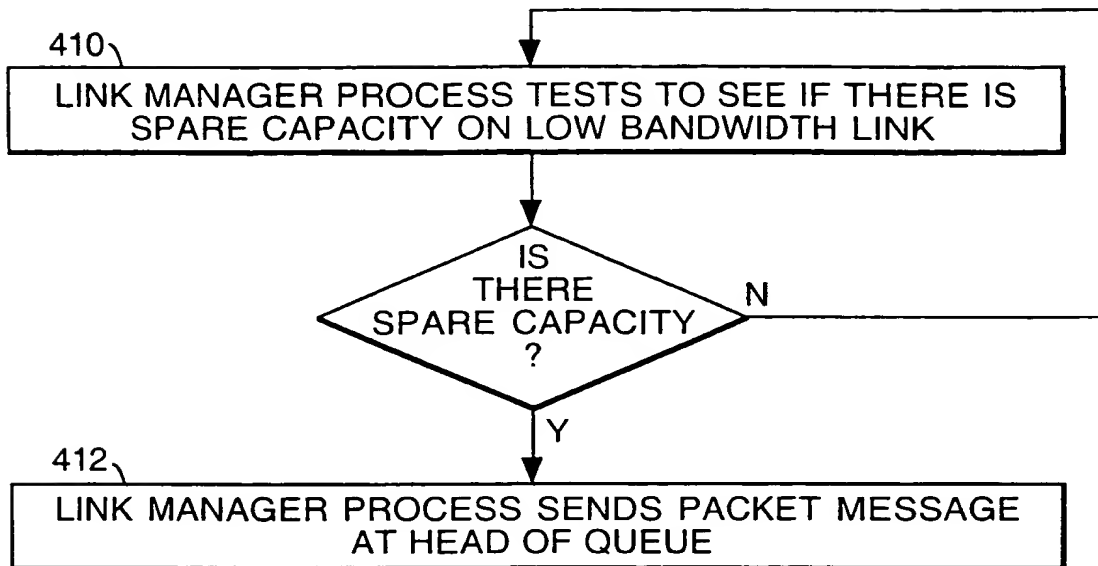 410
LINK MANAGER PROCESS TESTS TO SEE IF THERE IS
SPARE CAPACITY ON LOW BANDWIDTH LINK
IS
THERE
SPARE CAPACITY
?
N
Y
412
LINK MANAGER PROCESS SENDS PACKET MESSAGE
AT HEAD OF QUEUE